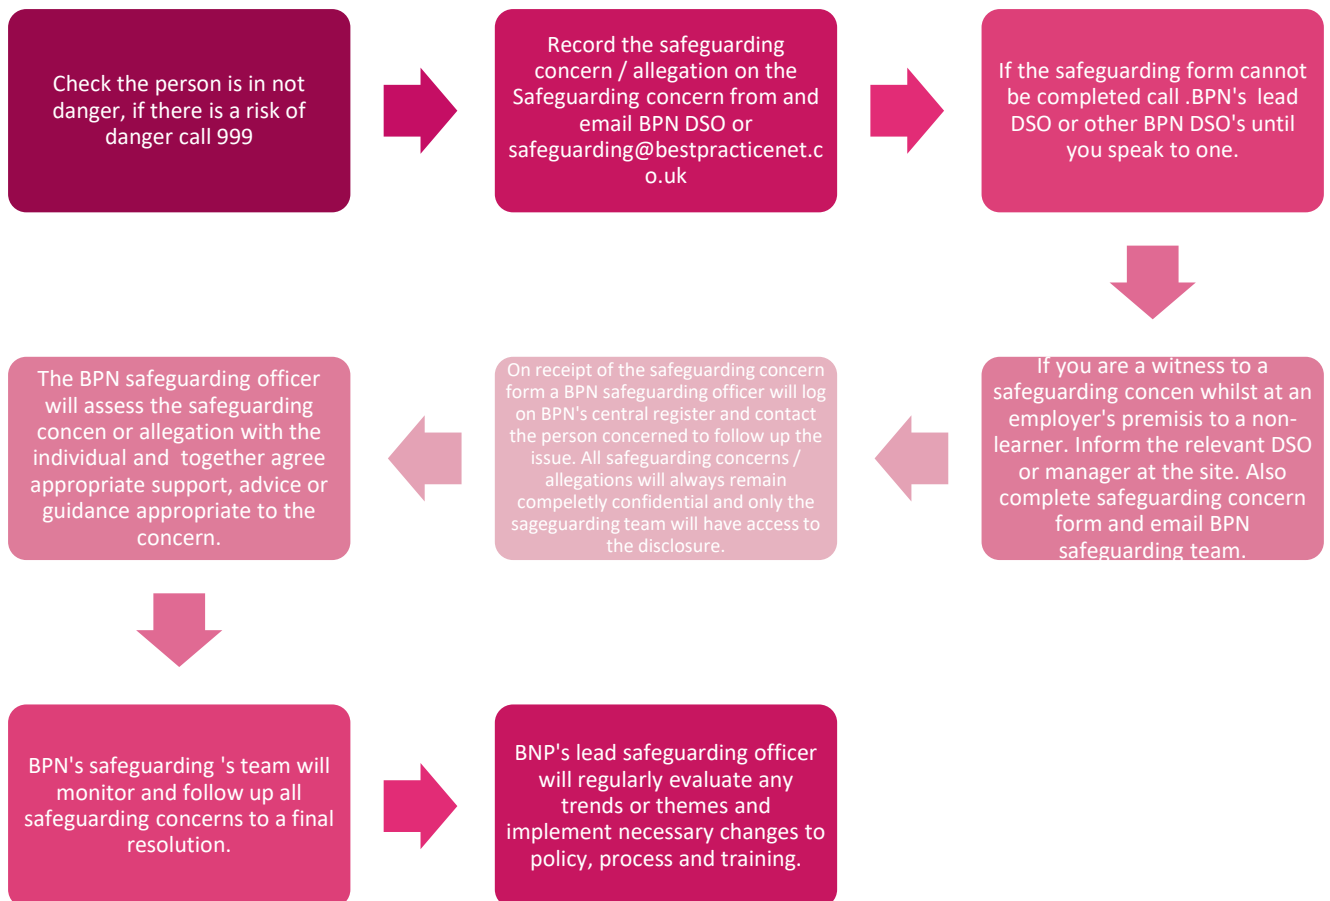 Check the person is in not
danger, if there is a risk of
danger call 999
Record the safeguarding
concern / allegation on the
Safeguarding concern from and
email BPN DSO or
safeguarding@bestpracticenet.c
o.uk
If the safeguarding form cannot
be completed call .BPN's lead
DSO or other BPN DSO's until
you speak to one.
If you are a witness to a
safeguarding concen whilst at an
employer's premisis to a non-
learner. Inform the relevant DSO
or manager at the site. Also
complete safeguarding concern
form and email BPN
safeguarding team.
On receipt of the safeguarding concern
form a BPN safeguarding officer will log
on BPN's central register and contact
the person concerned to follow up the
issue. All safeguarding concerns /
allegations will always remain
compeletly confidential and only the
sageguarding team will have access to
the disclosure.
The BPN safeguarding officer
will assess the safeguarding
concen or allegation with the
individual and together agree
appropriate support, advice or
guidance appropriate to the
concern.
BPN's safeguarding 's team will
monitor and follow up all
safeguarding concerns to a final
resolution.
BNP's lead safeguarding officer
will regularly evaluate any
trends or themes and
implement necessary changes to
policy, process and training.